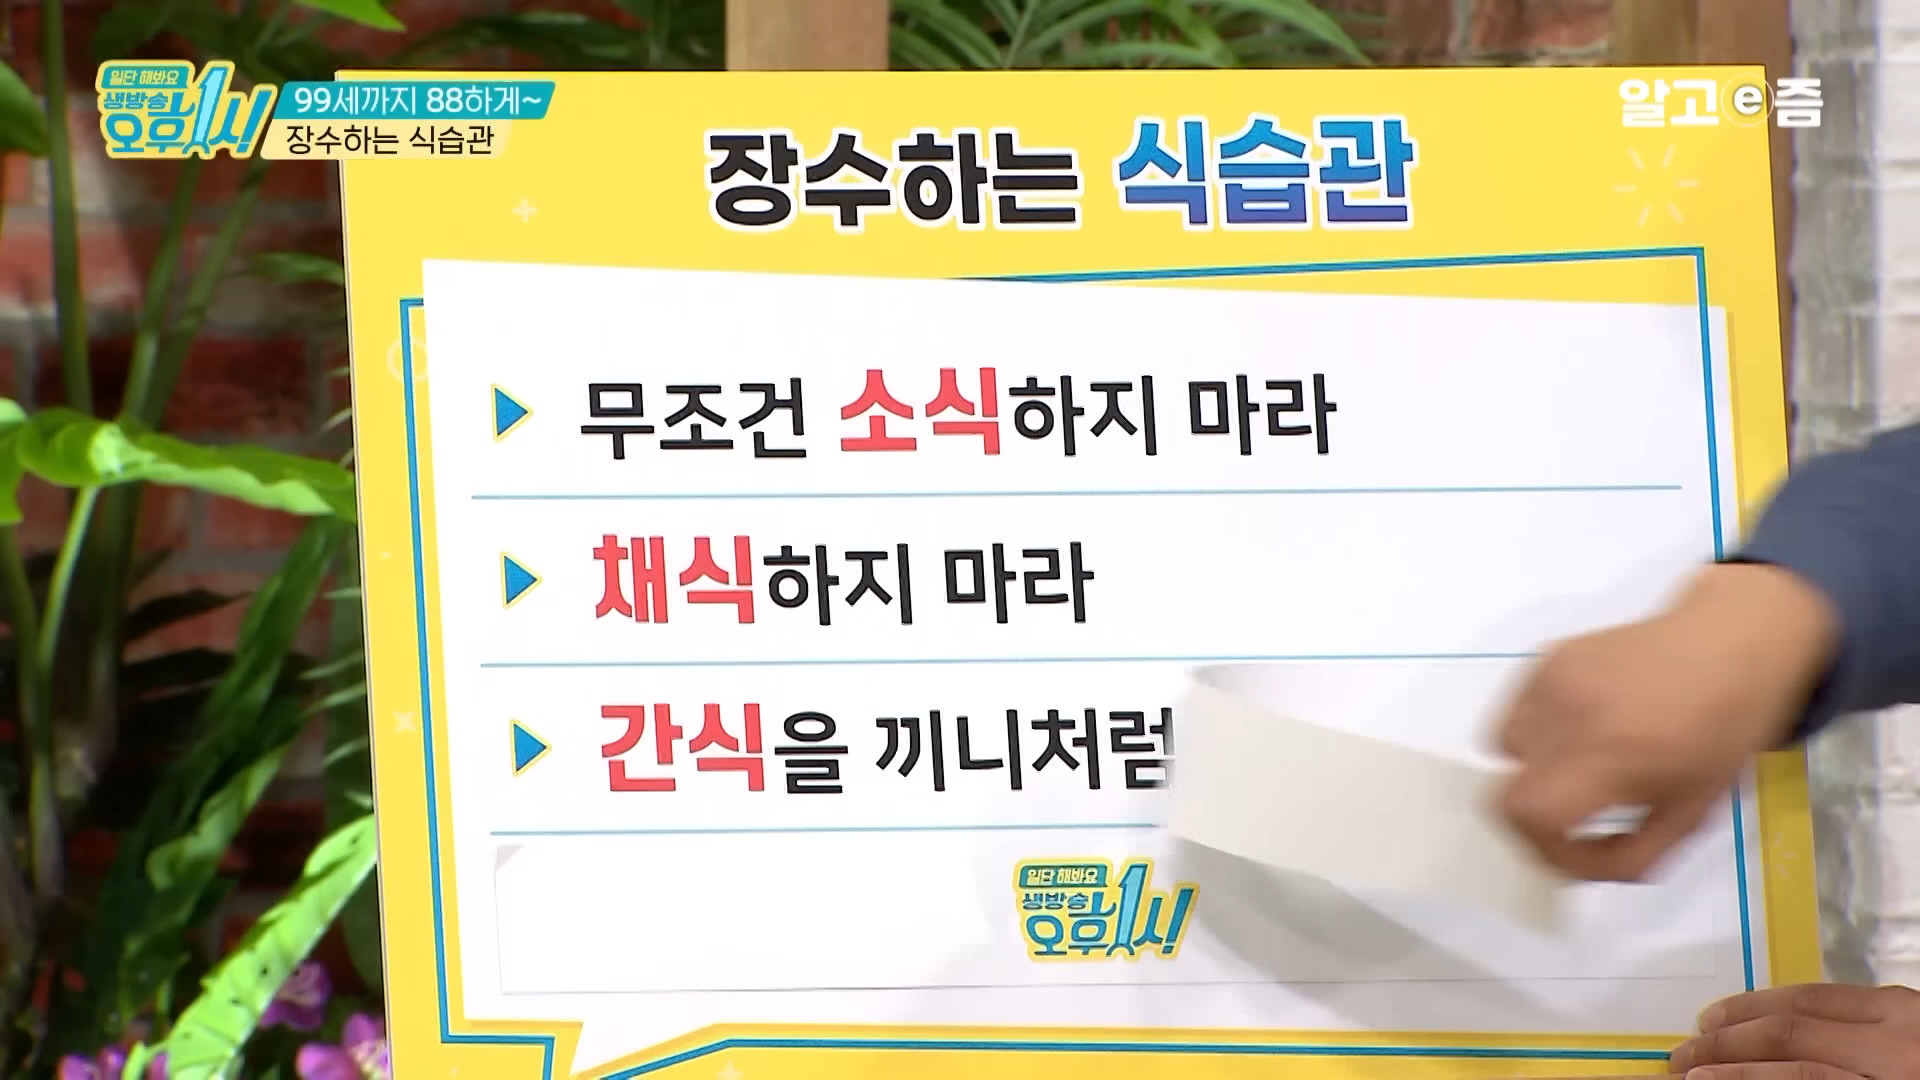 일단 해봐요
생방송
오후1시!
99세까지 88하게~
장수하는 식습관
알고e즘
장수하는 식습관
무조건 소식하지 마라
채식하지 마라
간식을 끼니처럼
일단 해봐요
생방송
오후1시!